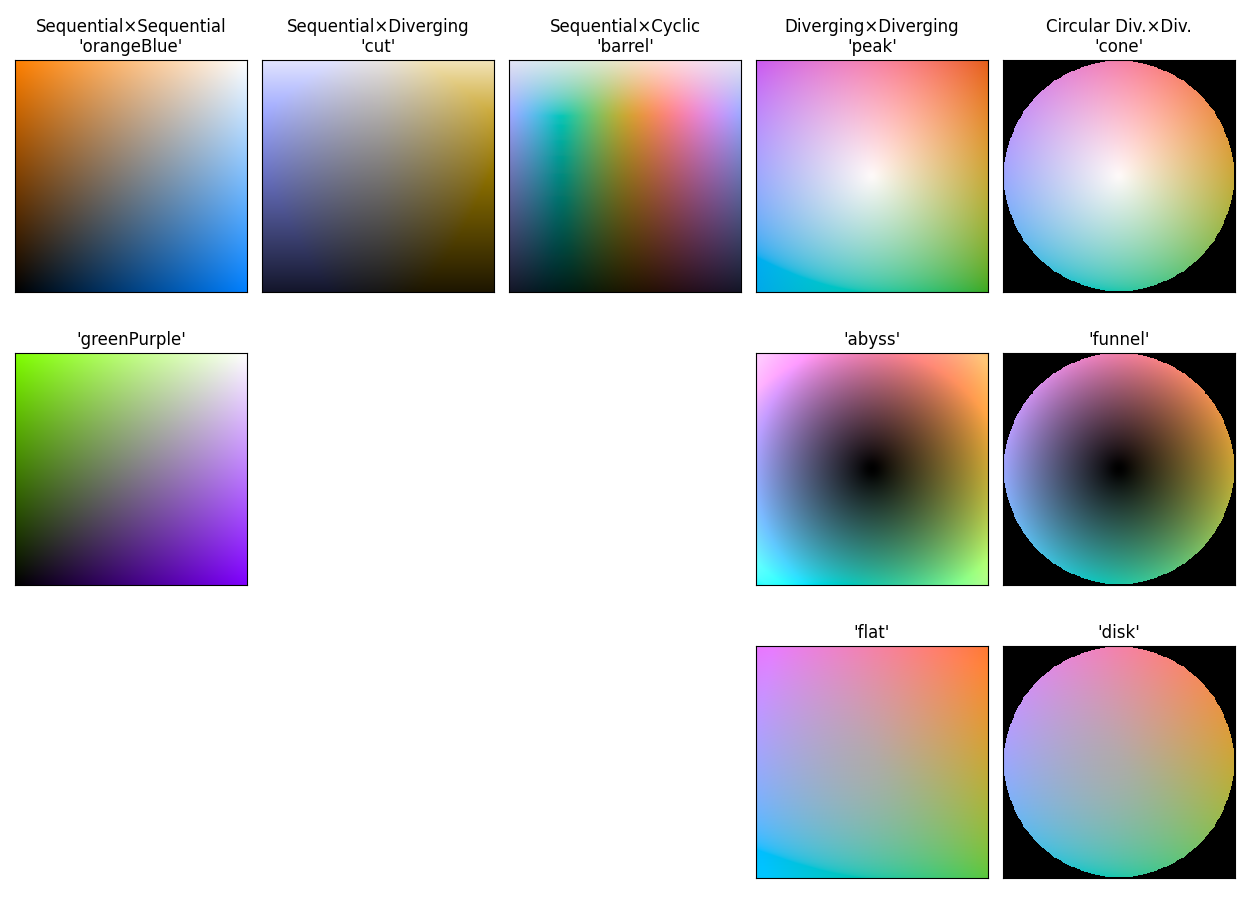 Sequential×Sequential
'orangeBlue'
Sequential×Diverging
'cut'
Sequential×Cyclic
'barrel'
Diverging×Diverging
'peak'
Circular Div.×Div.
'cone'
'greenPurple'
'abyss'
'funnel'
'flat'
'disk'